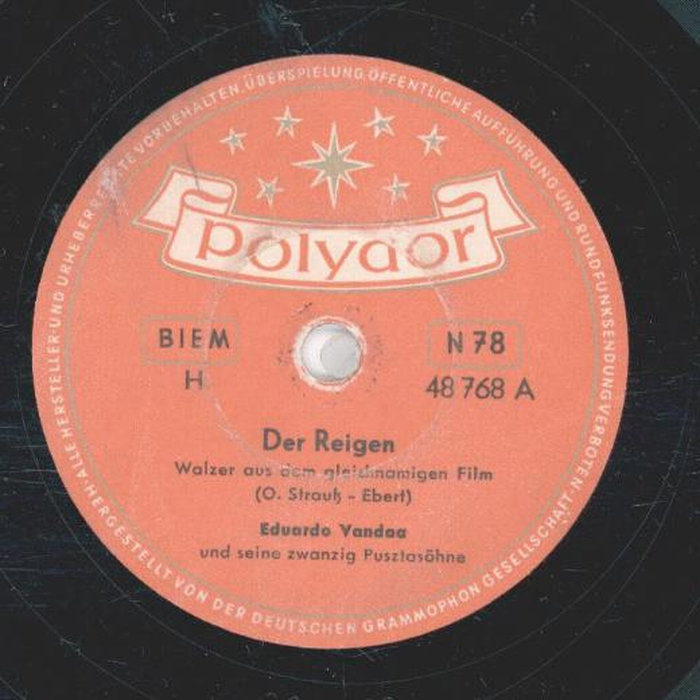 ALLE HERSTELLER- UND URHEBERRECHTE VORBEHALTEN. ÜBERSPIELUNG, ÖFFENTLICHE AUFFÜHRUNG UND RUNDFUNKSENDUNG VERBOTEN
polydor
BIEM
N 78
H
48 768 A
Der Reigen
Walzer aus dem gleichnamigen Film
(O. Strauß - Ebert)
Eduardo Vandaa
und seine zwanzig Pusztasöhne
HERGESTELLT VON DER DEUTSCHEN GRAMMOPHON GESELLSCHAFT